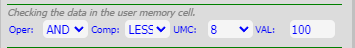 Checking the data in the user memory cell.
Oper: AND Comp: LESS UMC: 8 VAL: 100